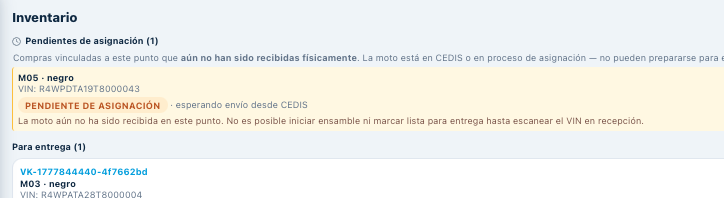 Inventario
Pendientes de asignación (1)
Compras vinculadas a este punto que aún no han sido recibidas físicamente. La moto está en CEDIS o en proceso de asignación — no pueden prepararse para
M05 · negro
VIN: R4WPDTA19T8000043
PENDIENTE DE ASIGNACIÓN · esperando envío desde CEDIS
La moto aún no ha sido recibida en este punto. No es posible iniciar ensamble ni marcar lista para entrega hasta escanear el VIN en recepción.
Para entrega (1)
VK-1777844440-4f7662bd
M03 · negro
VIN: R4WPATA28T8000004